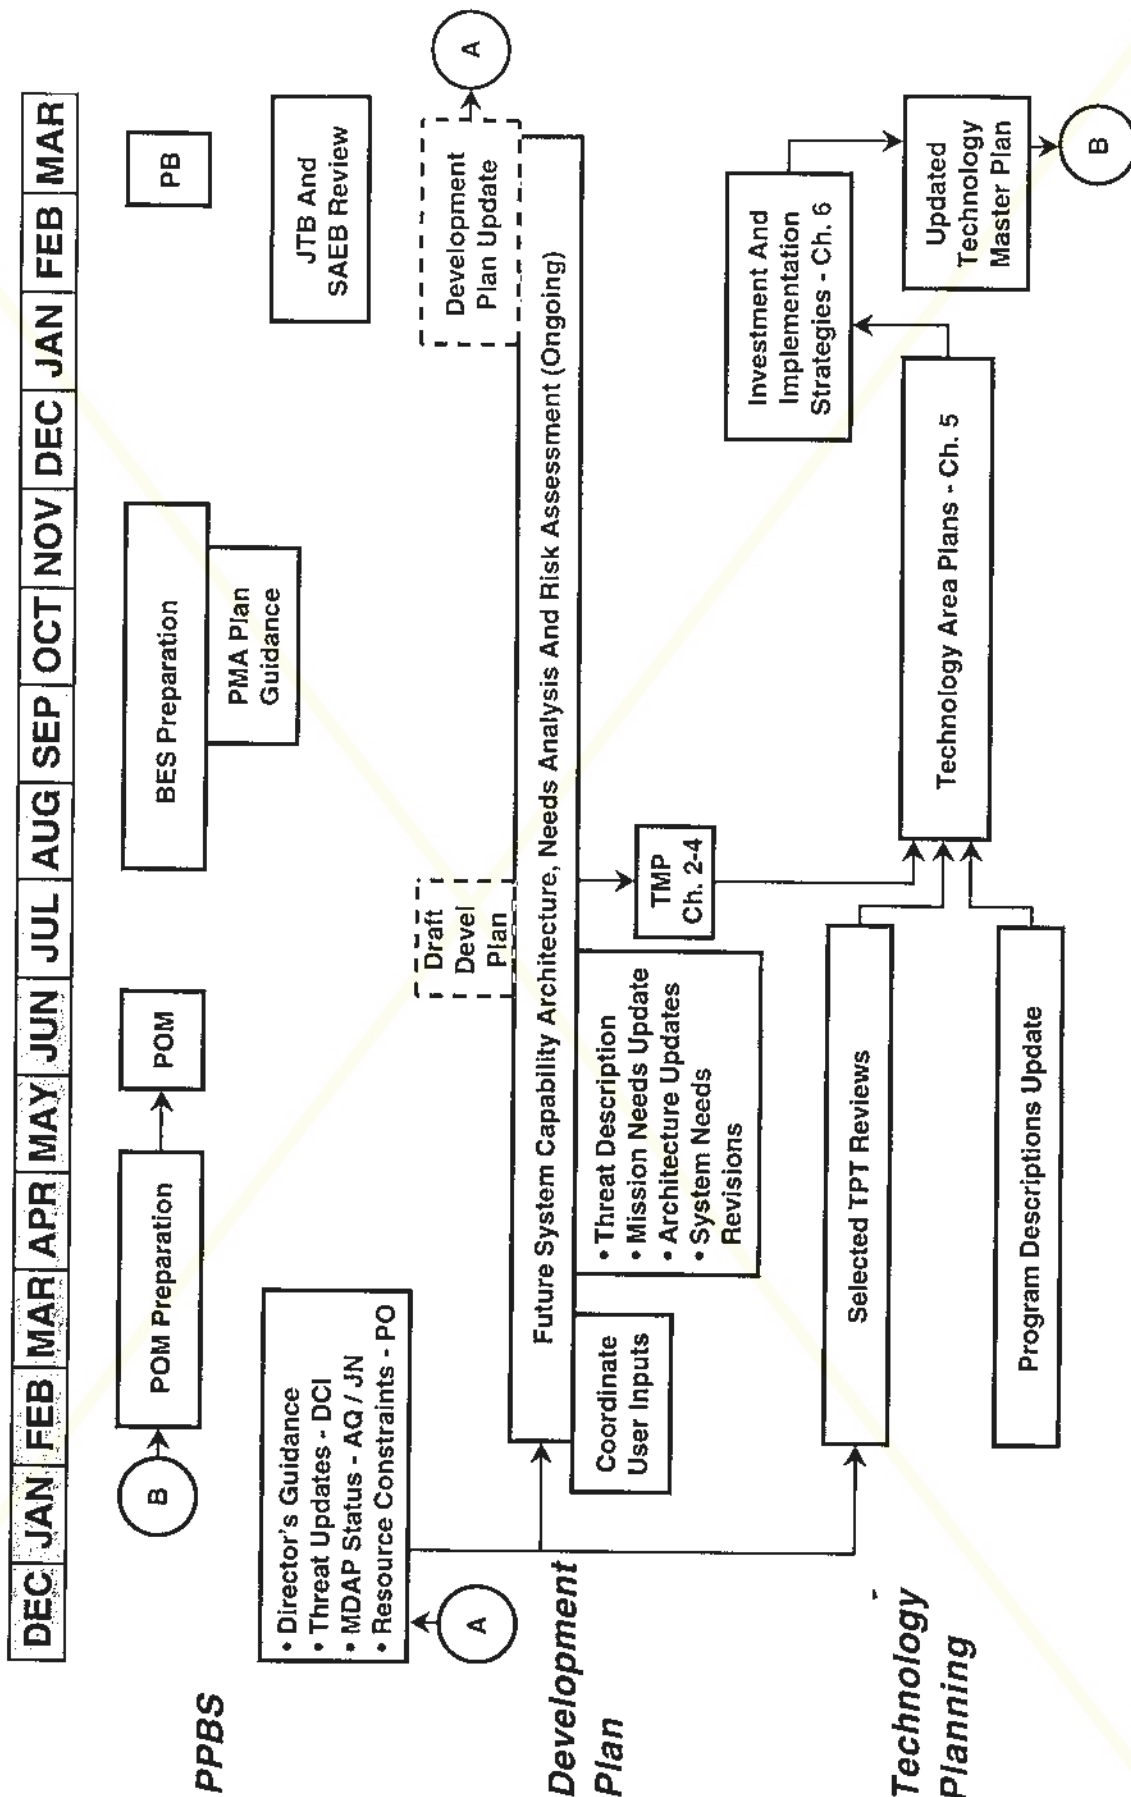 DEC JAN FEB MAR APR MAY JUN JUL AUG SEP OCT NOV DEC JAN FEB MAR
PPBS
B
POM Preparation
POM
BES Preparation
PMA Plan
Guidance
PB
• Director's Guidance
• Threat Updates - DCI
• MDAP Status - AQ / JN
• Resource Constraints - PO
JTB And
SAEB Review
A
Development
Plan
Draft
Devel
Plan
Development
Plan Update
A
Future System Capability Architecture, Needs Analysis And Risk Assessment (Ongoing)
Coordinate
User Inputs
• Threat Description
• Mission Needs Update
• Architecture Updates
• System Needs
Revisions
TMP
Ch. 2-4
Technology
Planning
Selected TPT Reviews
Program Descriptions Update
Technology Area Plans - Ch. 5
Investment And
Implementation
Strategies - Ch. 6
Updated
Technology
Master Plan
B